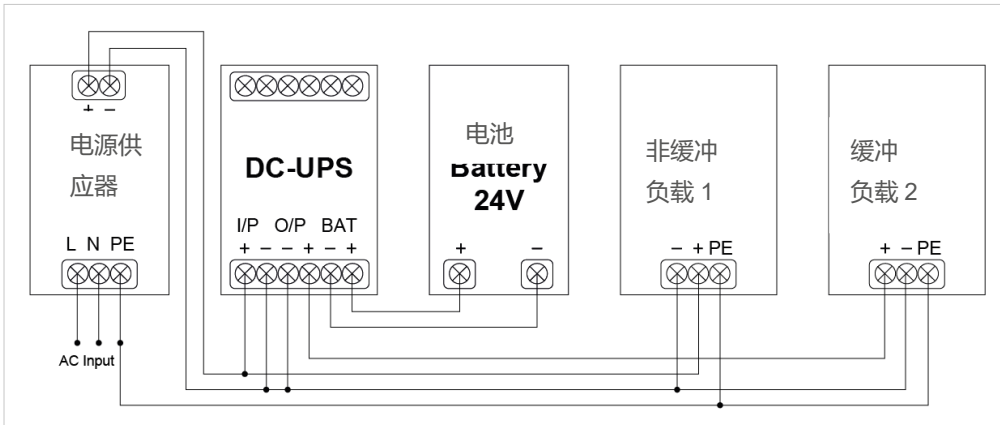 + −
电源供
应器
L N PE
AC Input
DC-UPS
I/P O/P BAT
+ − − + − +
电池
Battery
24V
+ −
非缓冲
负载 1
− + PE
缓冲
负载 2
+ − PE